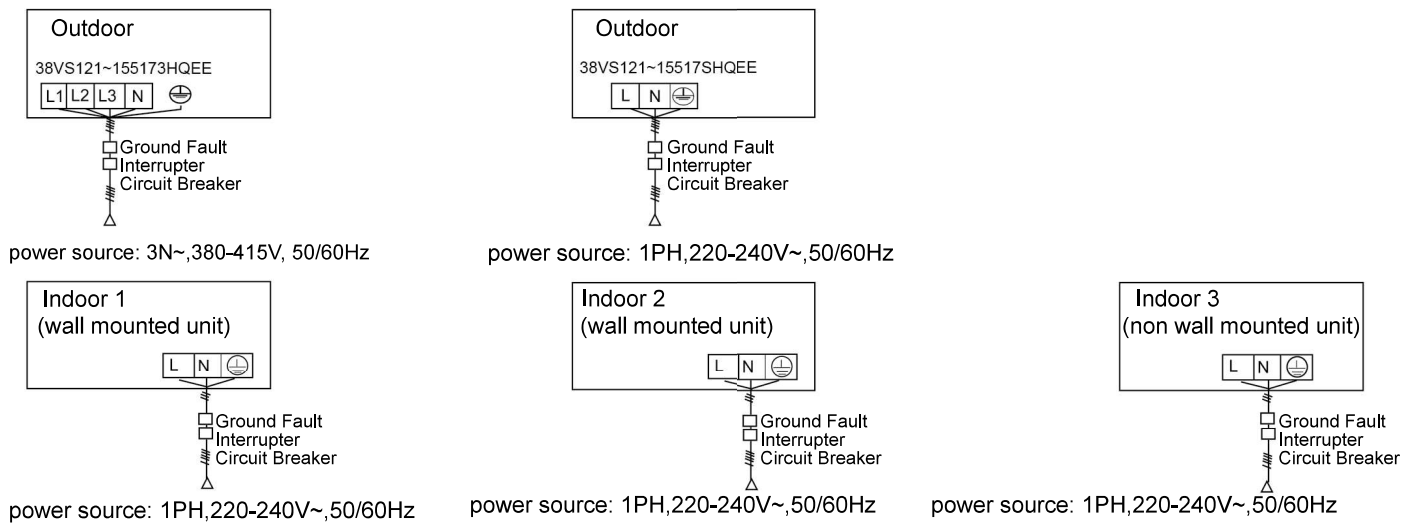 Outdoor
38VS121~155173HQEE
L1 L2 L3 N
Ground Fault
Interrupter
Circuit Breaker
power source: 3N~,380-415V, 50/60Hz
Outdoor
38VS121~15517SHQEE
L N
Ground Fault
Interrupter
Circuit Breaker
power source: 1PH,220-240V~,50/60Hz
Indoor 1
(wall mounted unit)
L N
Ground Fault
Interrupter
Circuit Breaker
power source: 1PH,220-240V~,50/60Hz
Indoor 2
(wall mounted unit)
L N
Ground Fault
Interrupter
Circuit Breaker
power source: 1PH,220-240V~,50/60Hz
Indoor 3
(non wall mounted unit)
L N
Ground Fault
Interrupter
Circuit Breaker
power source: 1PH,220-240V~,50/60Hz